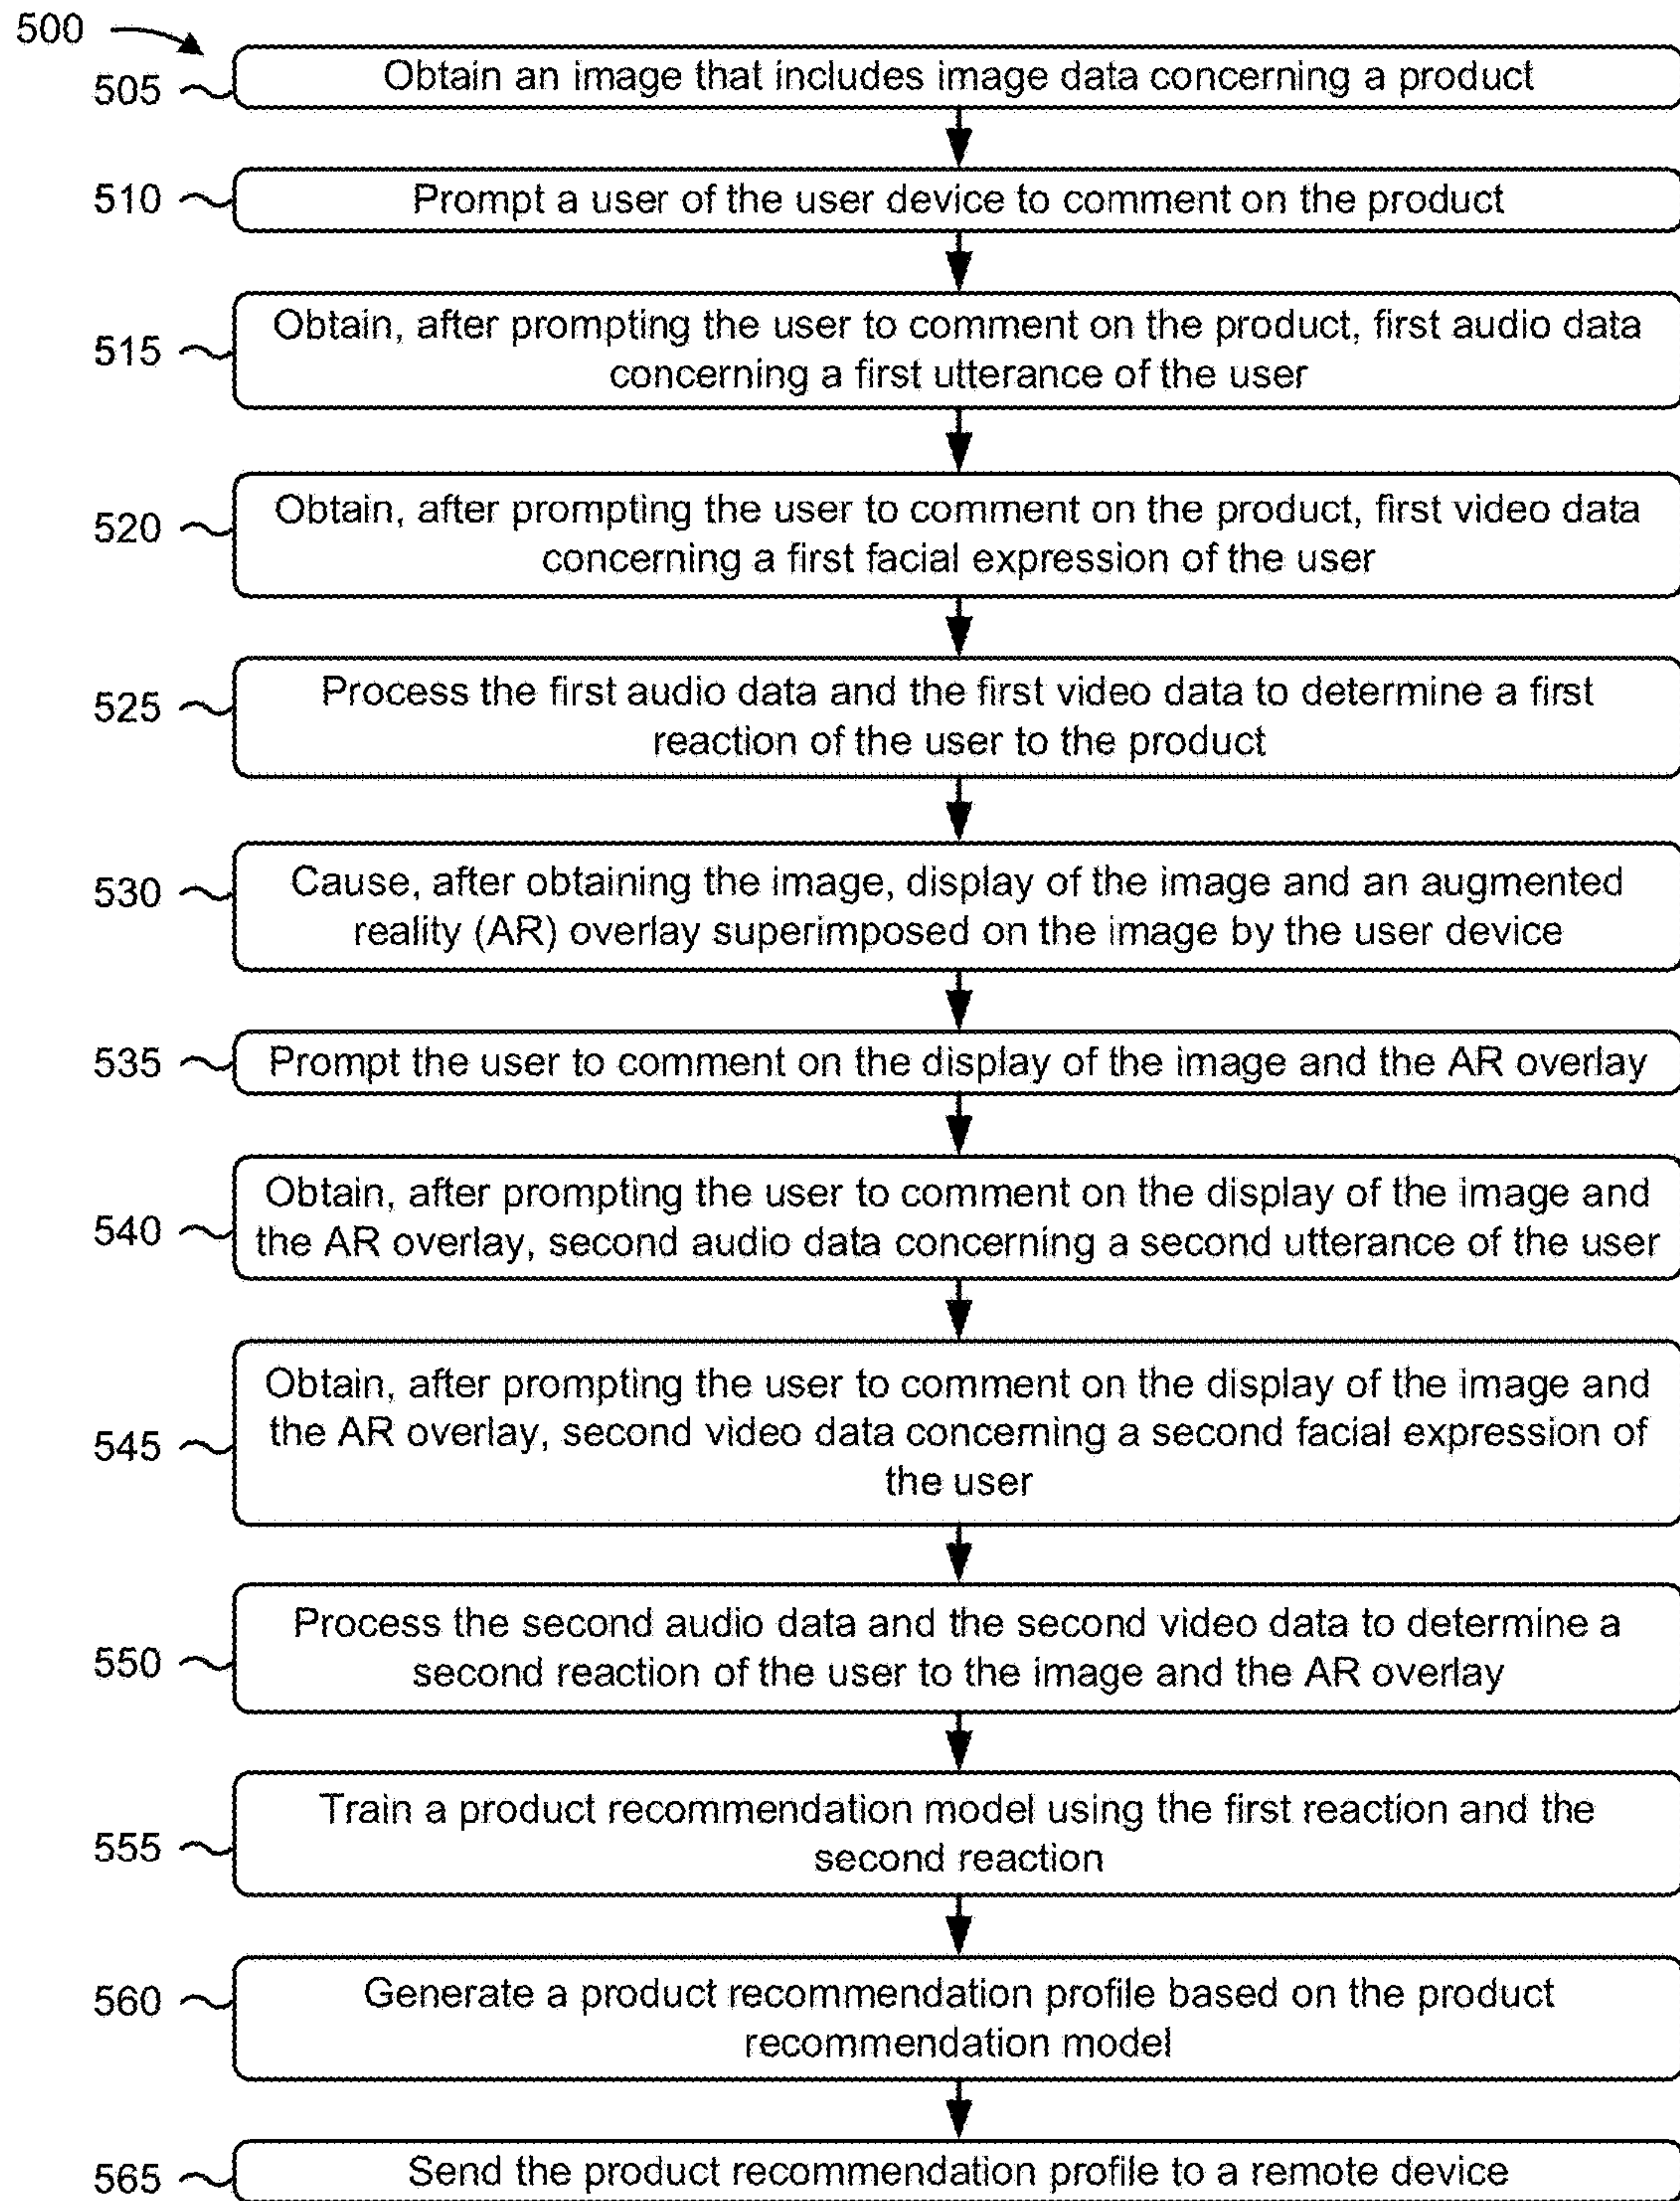 500
505 Obtain an image that includes image data concerning a product
510 Prompt a user of the user device to comment on the product
515 Obtain, after prompting the user to comment on the product, first audio data
concerning a first utterance of the user
520 Obtain, after prompting the user to comment on the product, first video data
concerning a first facial expression of the user
525 Process the first audio data and the first video data to determine a first
reaction of the user to the product
530 Cause, after obtaining the image, display of the image and an augmented
reality (AR) overlay superimposed on the image by the user device
535 Prompt the user to comment on the display of the image and the AR overlay
540 Obtain, after prompting the user to comment on the display of the image and
the AR overlay, second audio data concerning a second utterance of the user
545 Obtain, after prompting the user to comment on the display of the image and
the AR overlay, second video data concerning a second facial expression of
the user
550 Process the second audio data and the second video data to determine a
second reaction of the user to the image and the AR overlay
555 Train a product recommendation model using the first reaction and the
second reaction
560 Generate a product recommendation profile based on the product
recommendation model
565 Send the product recommendation profile to a remote device